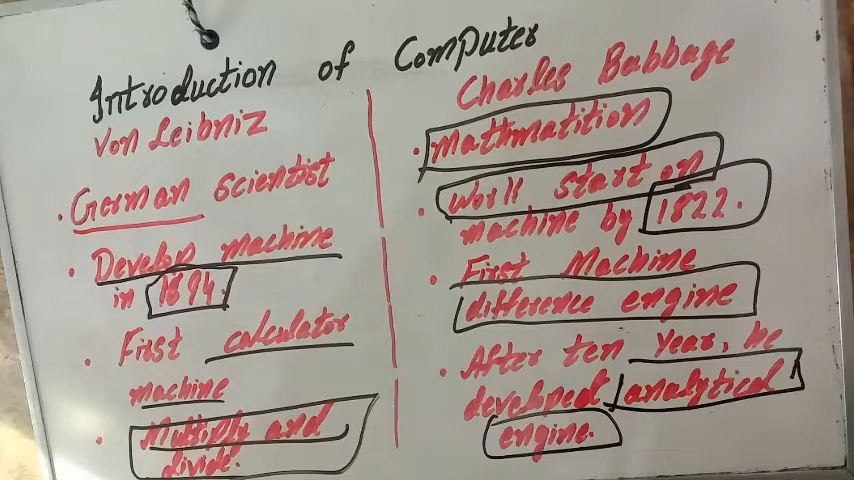 Introduction of Computer
Von Leibniz
• German scientist
• Develop machine
in 1694.
• First calculator
machine
• Multiply and
divide.
Charles Babbage
• mathmatition
• Work start on
machine by 1822.
• First Machine
difference engine
• After ten Year, he
developed analytical
engine.